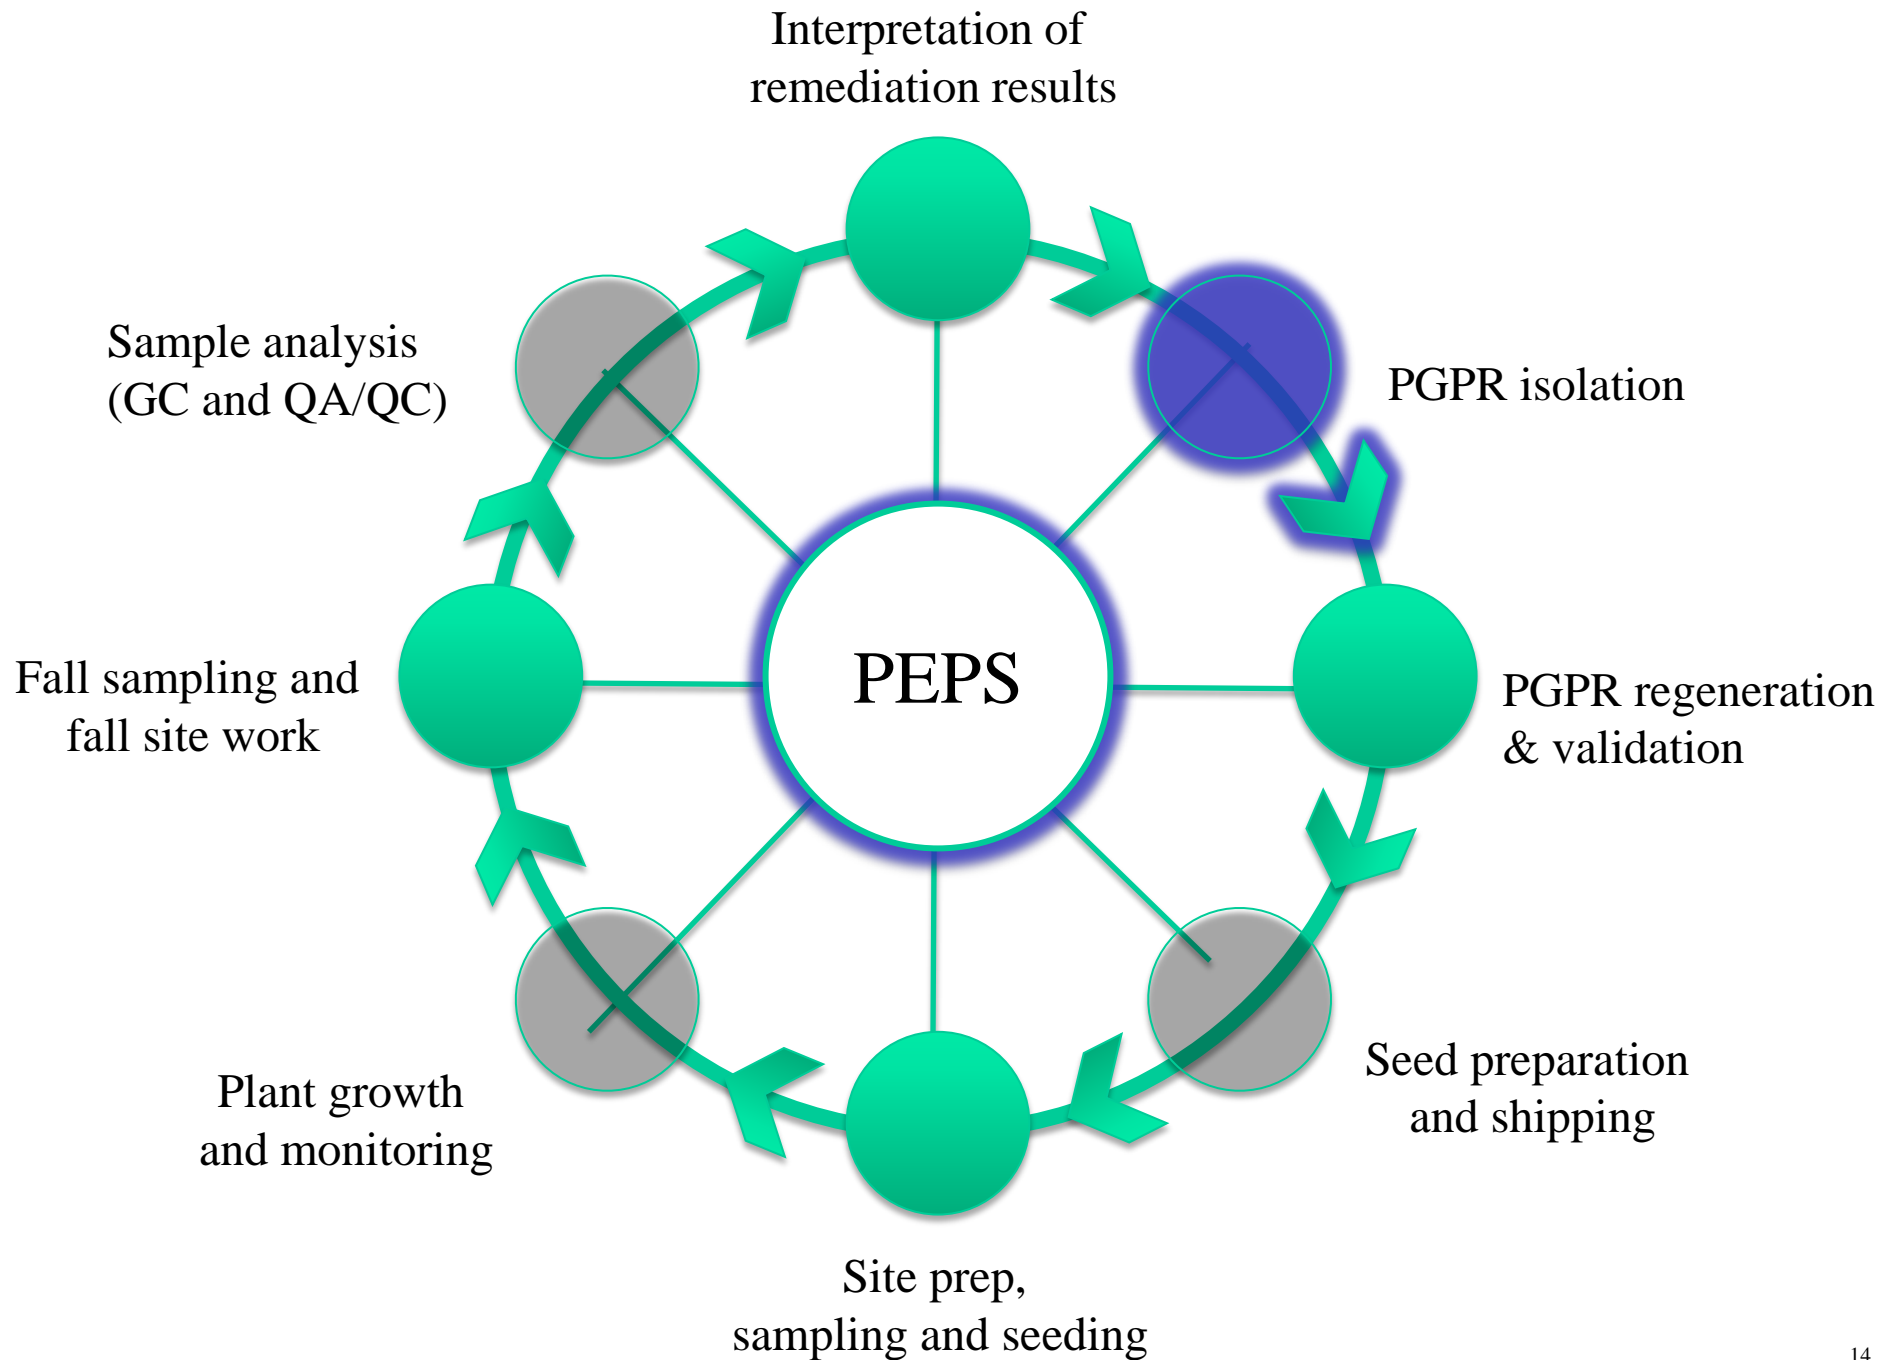 Interpretation of
remediation results
PGPR isolation
PGPR regeneration
& validation
Seed preparation
and shipping
Site prep,
sampling and seeding
Plant growth
and monitoring
Fall sampling and
fall site work
Sample analysis
(GC and QA/QC)
PEPS
14